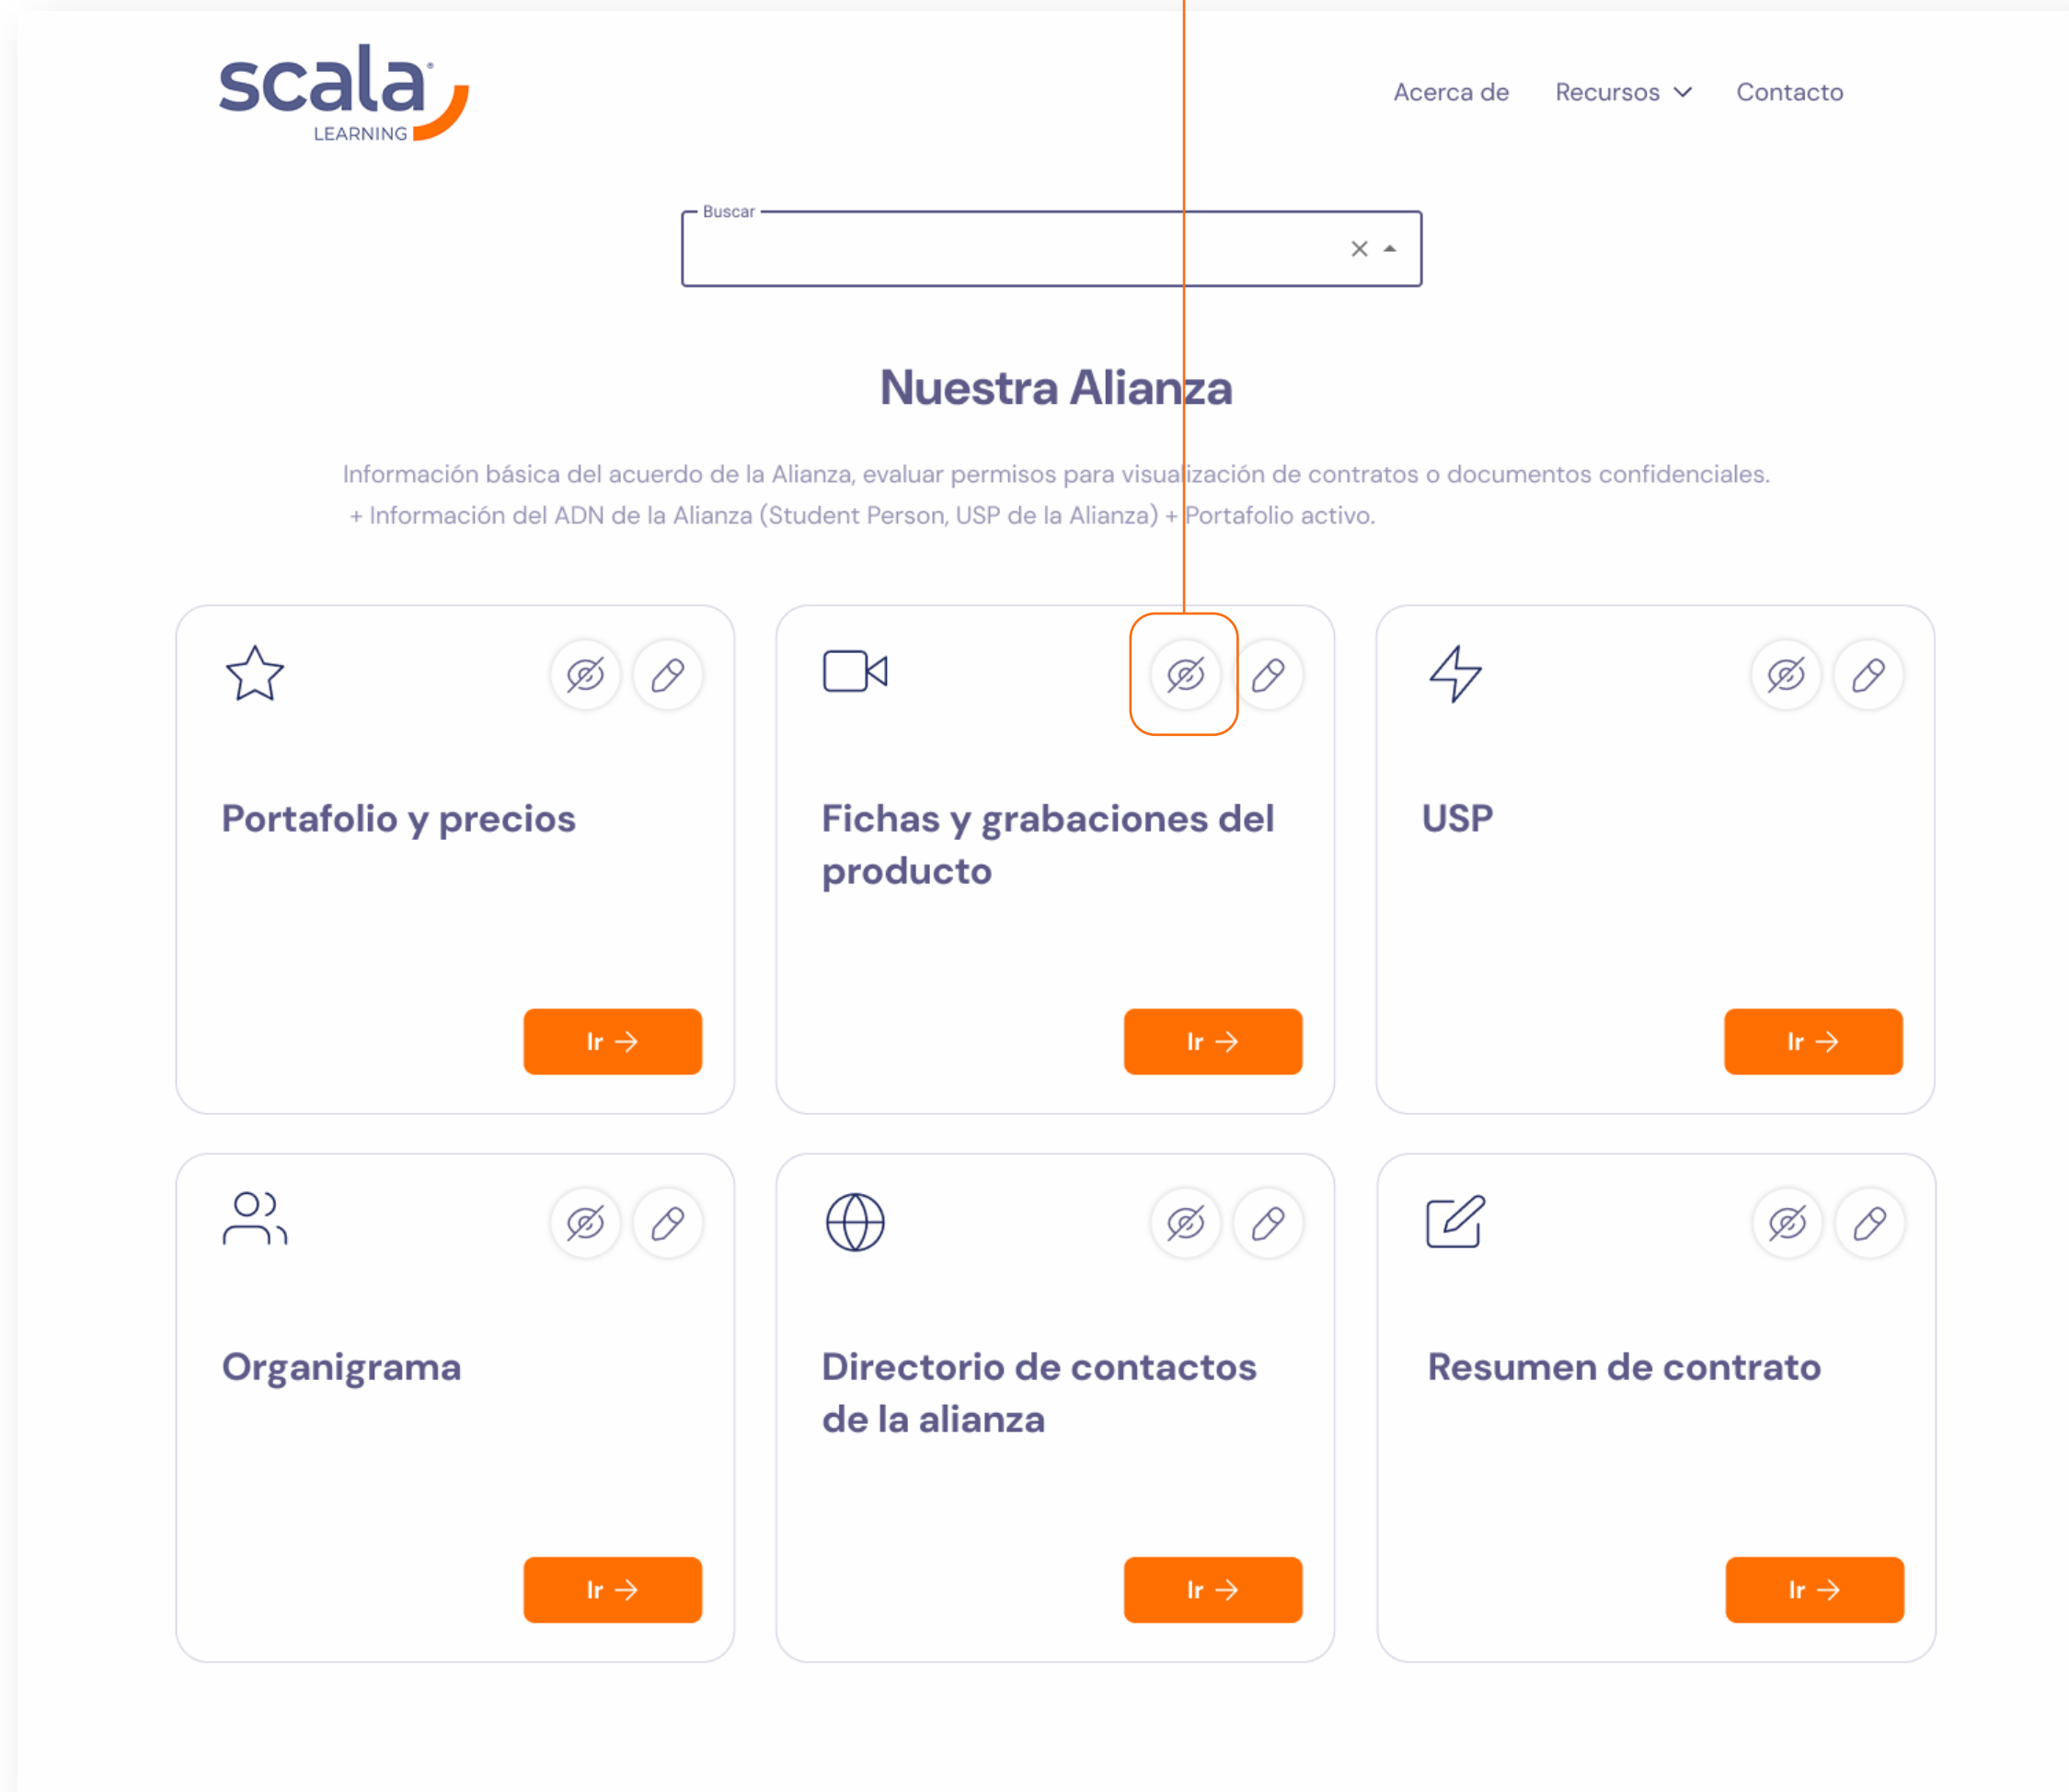 scala®
LEARNING
Acerca de Recursos Contacto
Buscar
Nuestra Alianza
Información básica del acuerdo de la Alianza, evaluar permisos para visualización de contratos o documentos confidenciales.
+ Información del ADN de la Alianza (Student Person, USP de la Alianza) + Portafolio activo.
Portafolio y precios
Ir →
Fichas y grabaciones del
producto
Ir →
USP
Ir →
Organigrama
Ir →
Directorio de contactos
de la alianza
Ir →
Resumen de contrato
Ir →